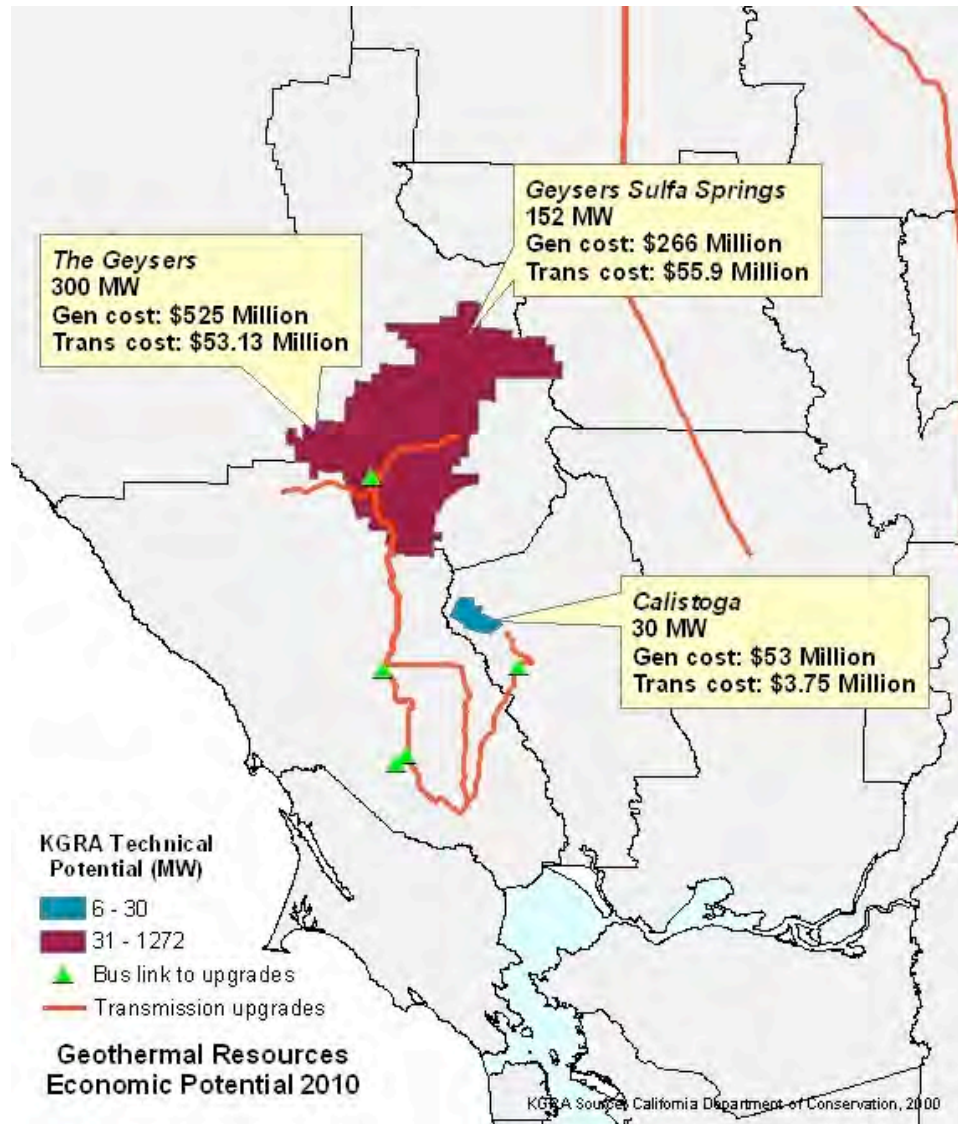 Geysers Sulfa Springs
152 MW
Gen cost: $266 Million
Trans cost: $55.9 Million
The Geysers
300 MW
Gen cost: $525 Million
Trans cost: $53.13 Million
Calistoga
30 MW
Gen cost: $53 Million
Trans cost: $3.75 Million
KGRA Technical
Potential (MW)
6 - 30
31 - 1272
Bus link to upgrades
Transmission upgrades
Geothermal Resources
Economic Potential 2010
KGRA Source: California Department of Conservation, 2000